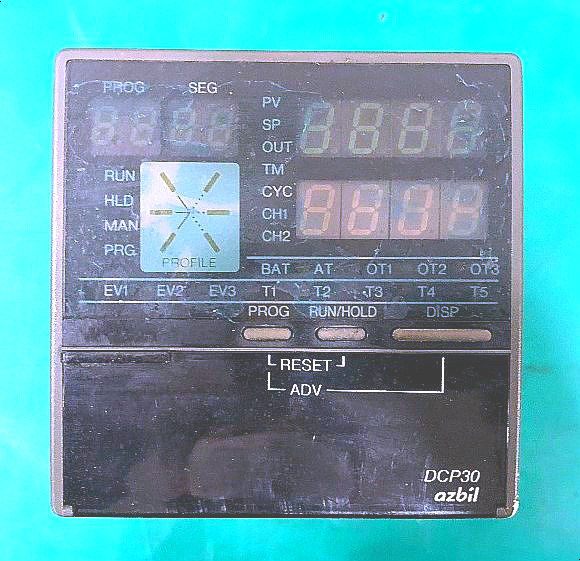 PROG SEG
PV
SP
OUT
TM
CYC
CH1
CH2
RUN
HLD
MAN
PRG
PROFILE
BAT AT OT1 OT2 OT3
EV1 EV2 EV3 T1 T2 T3 T4 T5
PROG RUN/HOLD DISP
RESET
ADV
DCP30
azbil